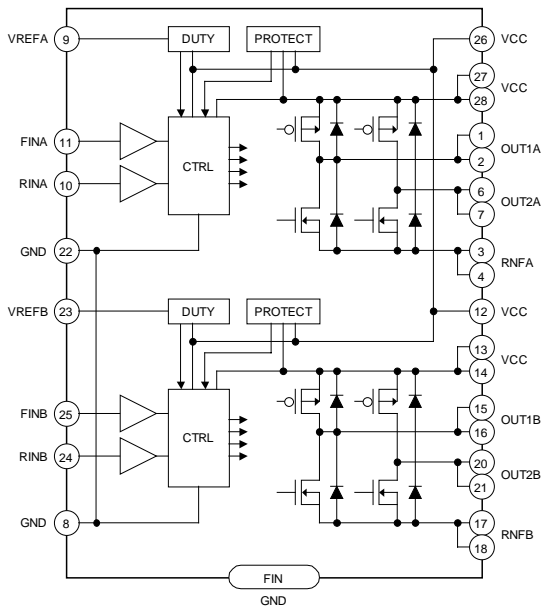 VREFA 9 DUTY PROTECT 26 VCC
27 VCC
28
FINA 11 1 OUT1A
CTRL 2
RINA 10 6 OUT2A
7
GND 22 3 RNFA
4
VREFB 23 DUTY PROTECT 12 VCC
13 VCC
14
FINB 25 15 OUT1B
CTRL 16
RINB 24 20 OUT2B
21
GND 8 17 RNFB
18
FIN
GND